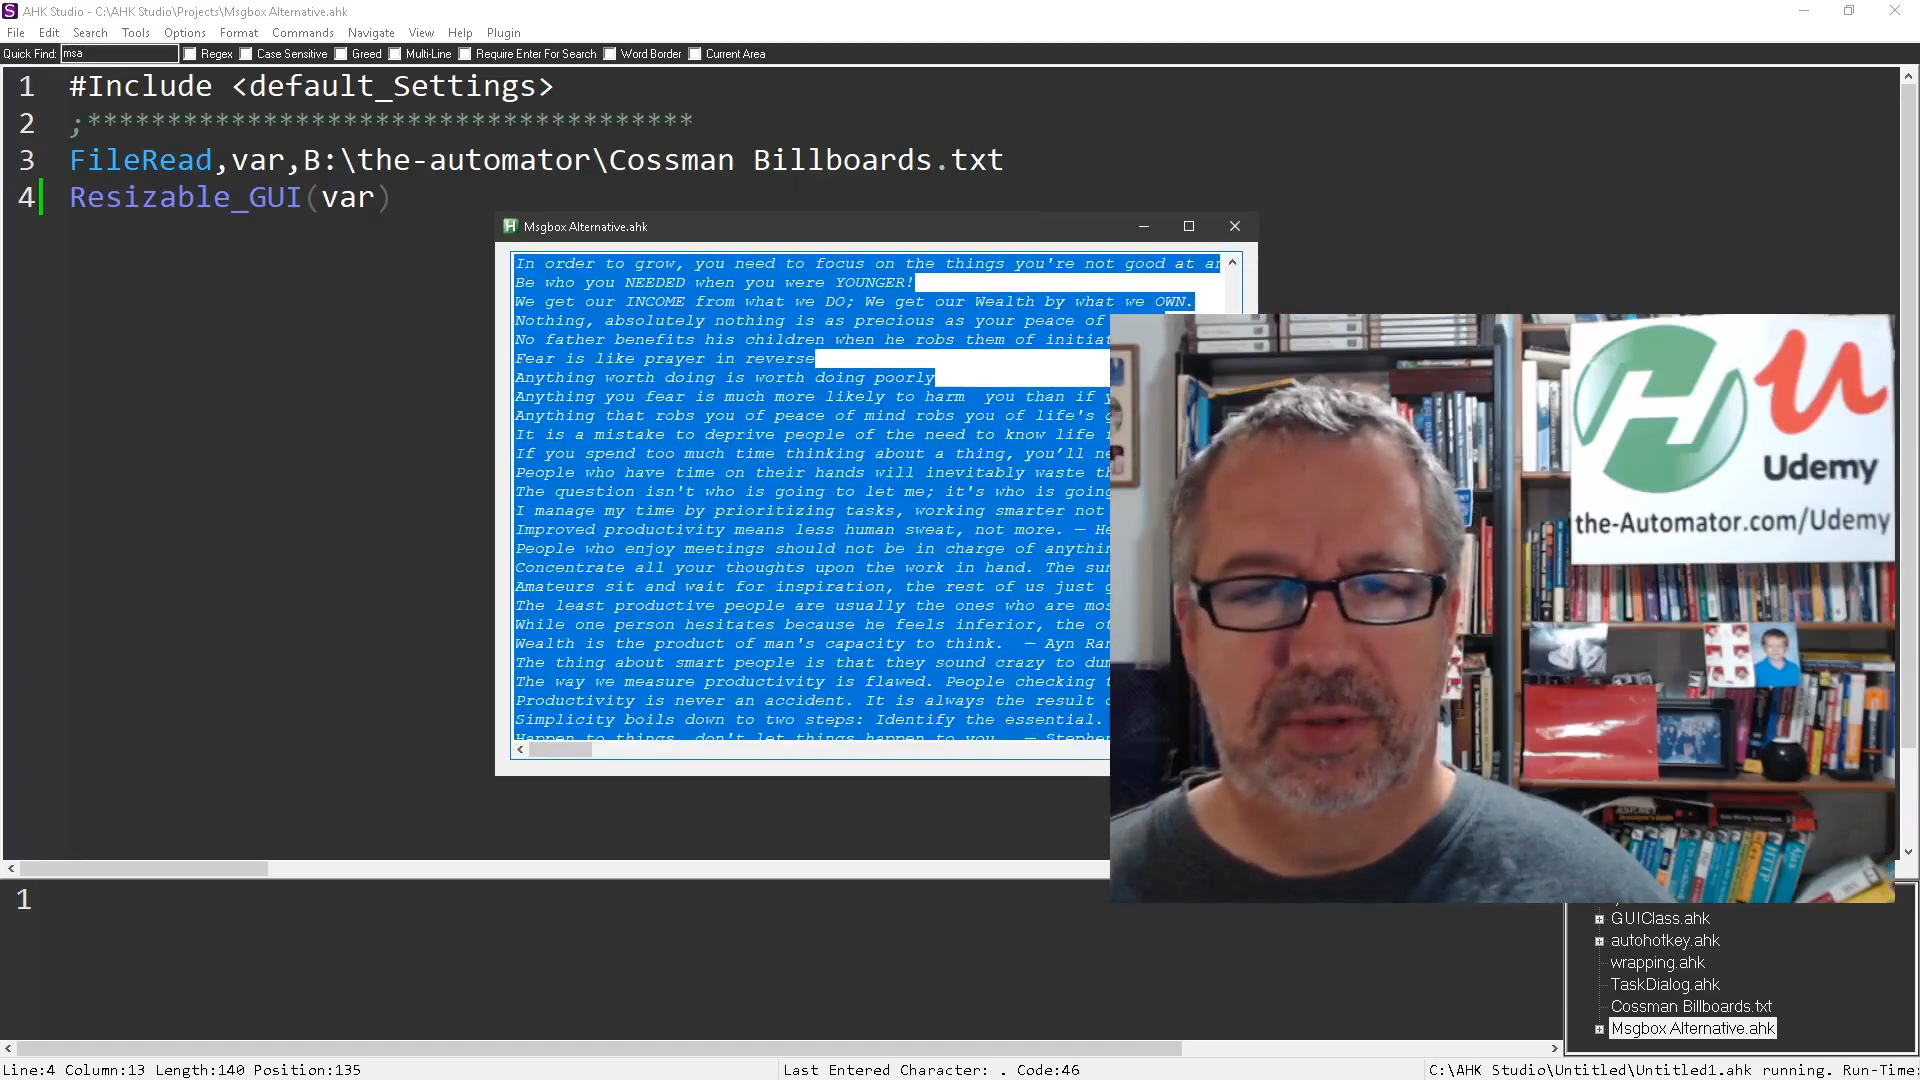 AHK Studio - C:\AHK Studio\Projects\Msgbox Alternative.ahk
File Edit Search Tools Options Format Commands Navigate View Help Plugin
Quick Find: msa Regex Case Sensitive Greed Multi-Line Require Enter For Search Word Border Current Area
1 #Include <default_Settings>
2 ;**************************************
3 FileRead,var,B:\the-automator\Cossman Billboards.txt
4 Resizable_GUI(var)
Msgbox Alternative.ahk
In order to grow, you need to focus on the things you're not good at
Be who you NEEDED when you were YOUNGER!
We get our INCOME from what we DO; We get our Wealth by what we OWN.
Nothing, absolutely nothing is as precious as your peace of
No father benefits his children when he robs them of
Fear is like prayer in reverse
Anything worth doing is worth doing poorly
Anything you fear is much more likely to harm  you than if
Anything that robs you of peace of mind robs you of life's
It is a mistake to deprive people of the need to know life
If you spend too much time thinking about a thing, you’ll
People who have time on their hands will inevitably waste
The question isn't who is going to let me; it's who is going
I manage my time by prioritizing tasks, working smarter not
Improved productivity means less human sweat, not more. —
People who enjoy meetings should not be in charge of
Concentrate all your thoughts upon the work in hand. The
Amateurs sit and wait for inspiration, the rest of us just
The least productive people are usually the ones who are
While one person hesitates because he feels inferior, the
Wealth is the product of man's capacity to think.  — Ayn
The thing about smart people is that they sound crazy to
The way we measure productivity is flawed. People checking
Productivity is never an accident. It is always the result
Simplicity boils down to two steps: Identify the essential.
Happen to things, don't let things happen to you.  —
Udemy
the-Automator.com/Udemy
1
GUIClass.ahk
autohotkey.ahk
wrapping.ahk
TaskDialog.ahk
Cossman Billboards.txt
Msgbox Alternative.ahk
Line:4 Column:13 Length:140 Position:135
Last Entered Character: . Code:46
C:\AHK Studio\Untitled\Untitled1.ahk running. Run-Time: